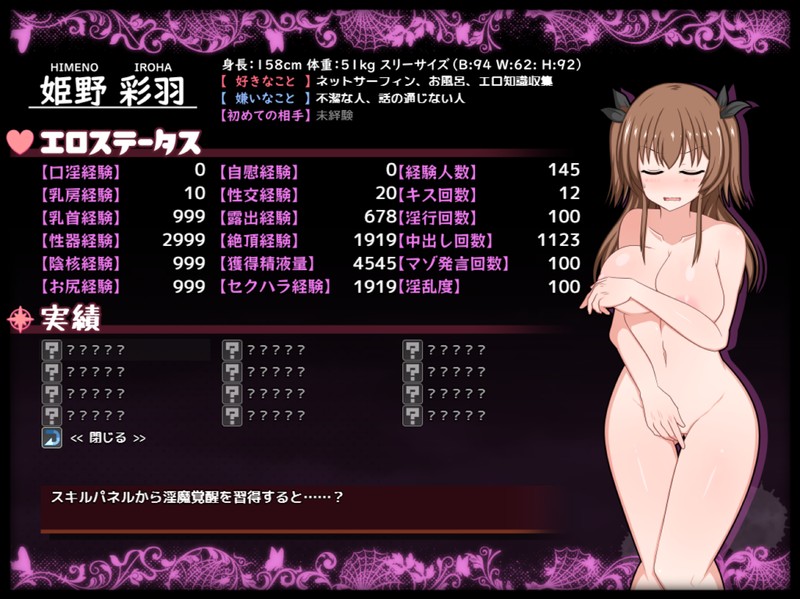 HIMENO IROHA
姫野 彩羽
身長:158cm 体重:51kg スリーサイズ(B:94 W:62: H:92)
【 好きなこと 】ネットサーフィン、お風呂、エロ知識収集
【 嫌いなこと 】不潔な人、話の通じない人
【初めての相手】未経験
エロステータス
【口淫経験】 0 【自慰経験】 0 【経験人数】 145
【乳房経験】 10 【性交経験】 20 【キス回数】 12
【乳首経験】 999 【露出経験】 678 【淫行回数】 100
【性器経験】 2999 【絶頂経験】 1919 【中出し回数】 1123
【陰核経験】 999 【獲得精液量】 4545 【マゾ発言回数】 100
【お尻経験】 999 【セクハラ経験】 1919 【淫乱度】 100
実績
? ????? ? ????? ? ?????
? ????? ? ????? ? ?????
? ????? ? ????? ? ?????
? ????? ? ????? ? ?????
<< 閉じる >>
スキルパネルから淫魔覚醒を習得すると……?